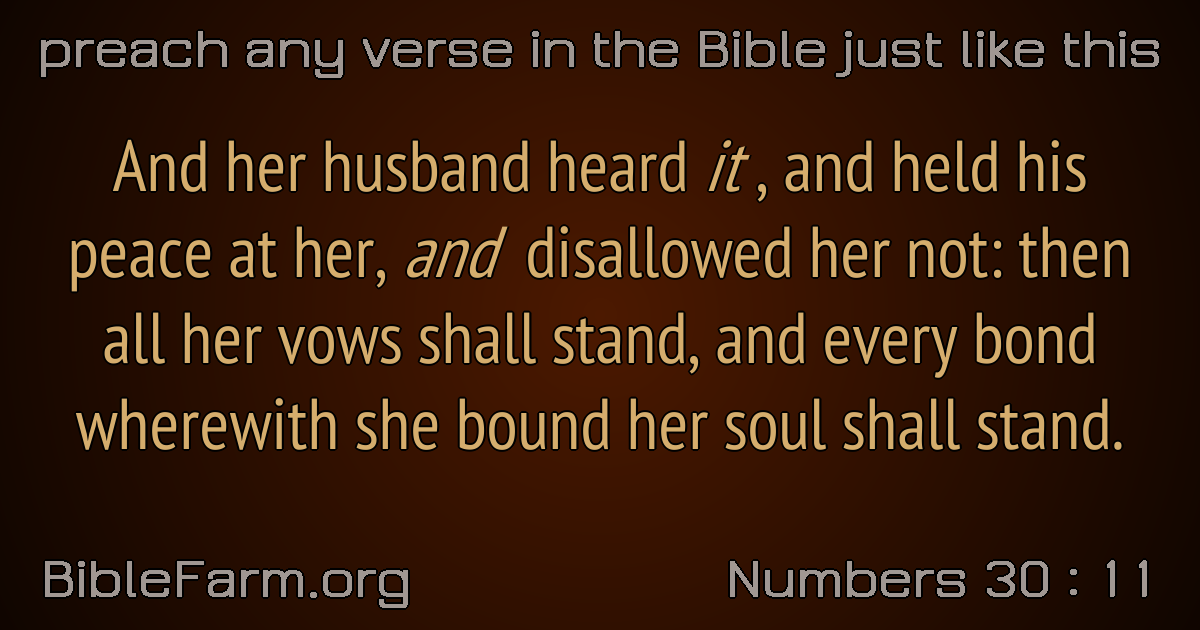 preach any verse in the Bible just like this
And her husband heard it , and held his
peace at her, and disallowed her not: then
all her vows shall stand, and every bond
wherewith she bound her soul shall stand.
BibleFarm.org
Numbers 30 : 11